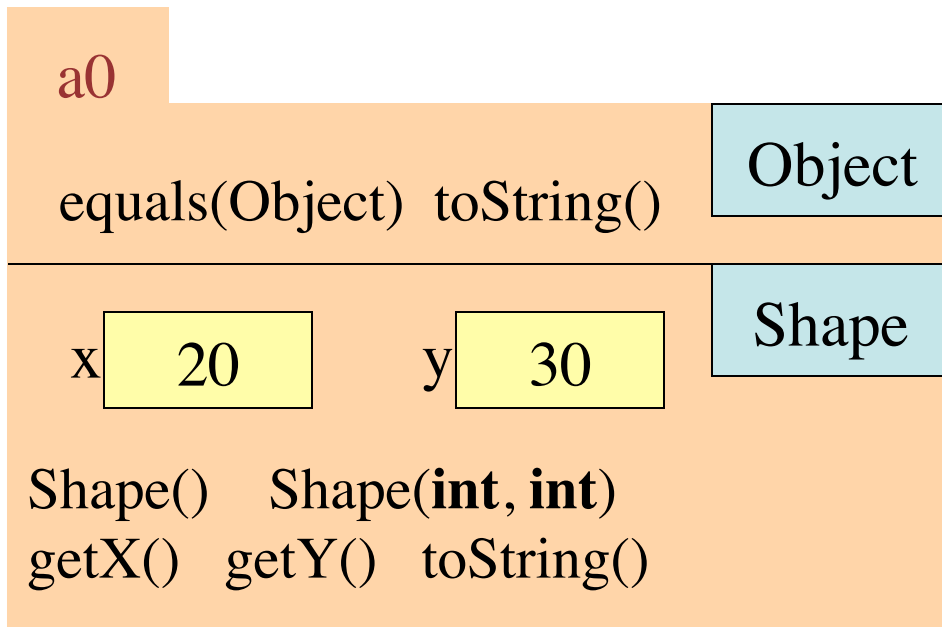 a0
Object
equals(Object) toString()
Shape
x 20 y 30
Shape() Shape(int, int)
getX() getY() toString()